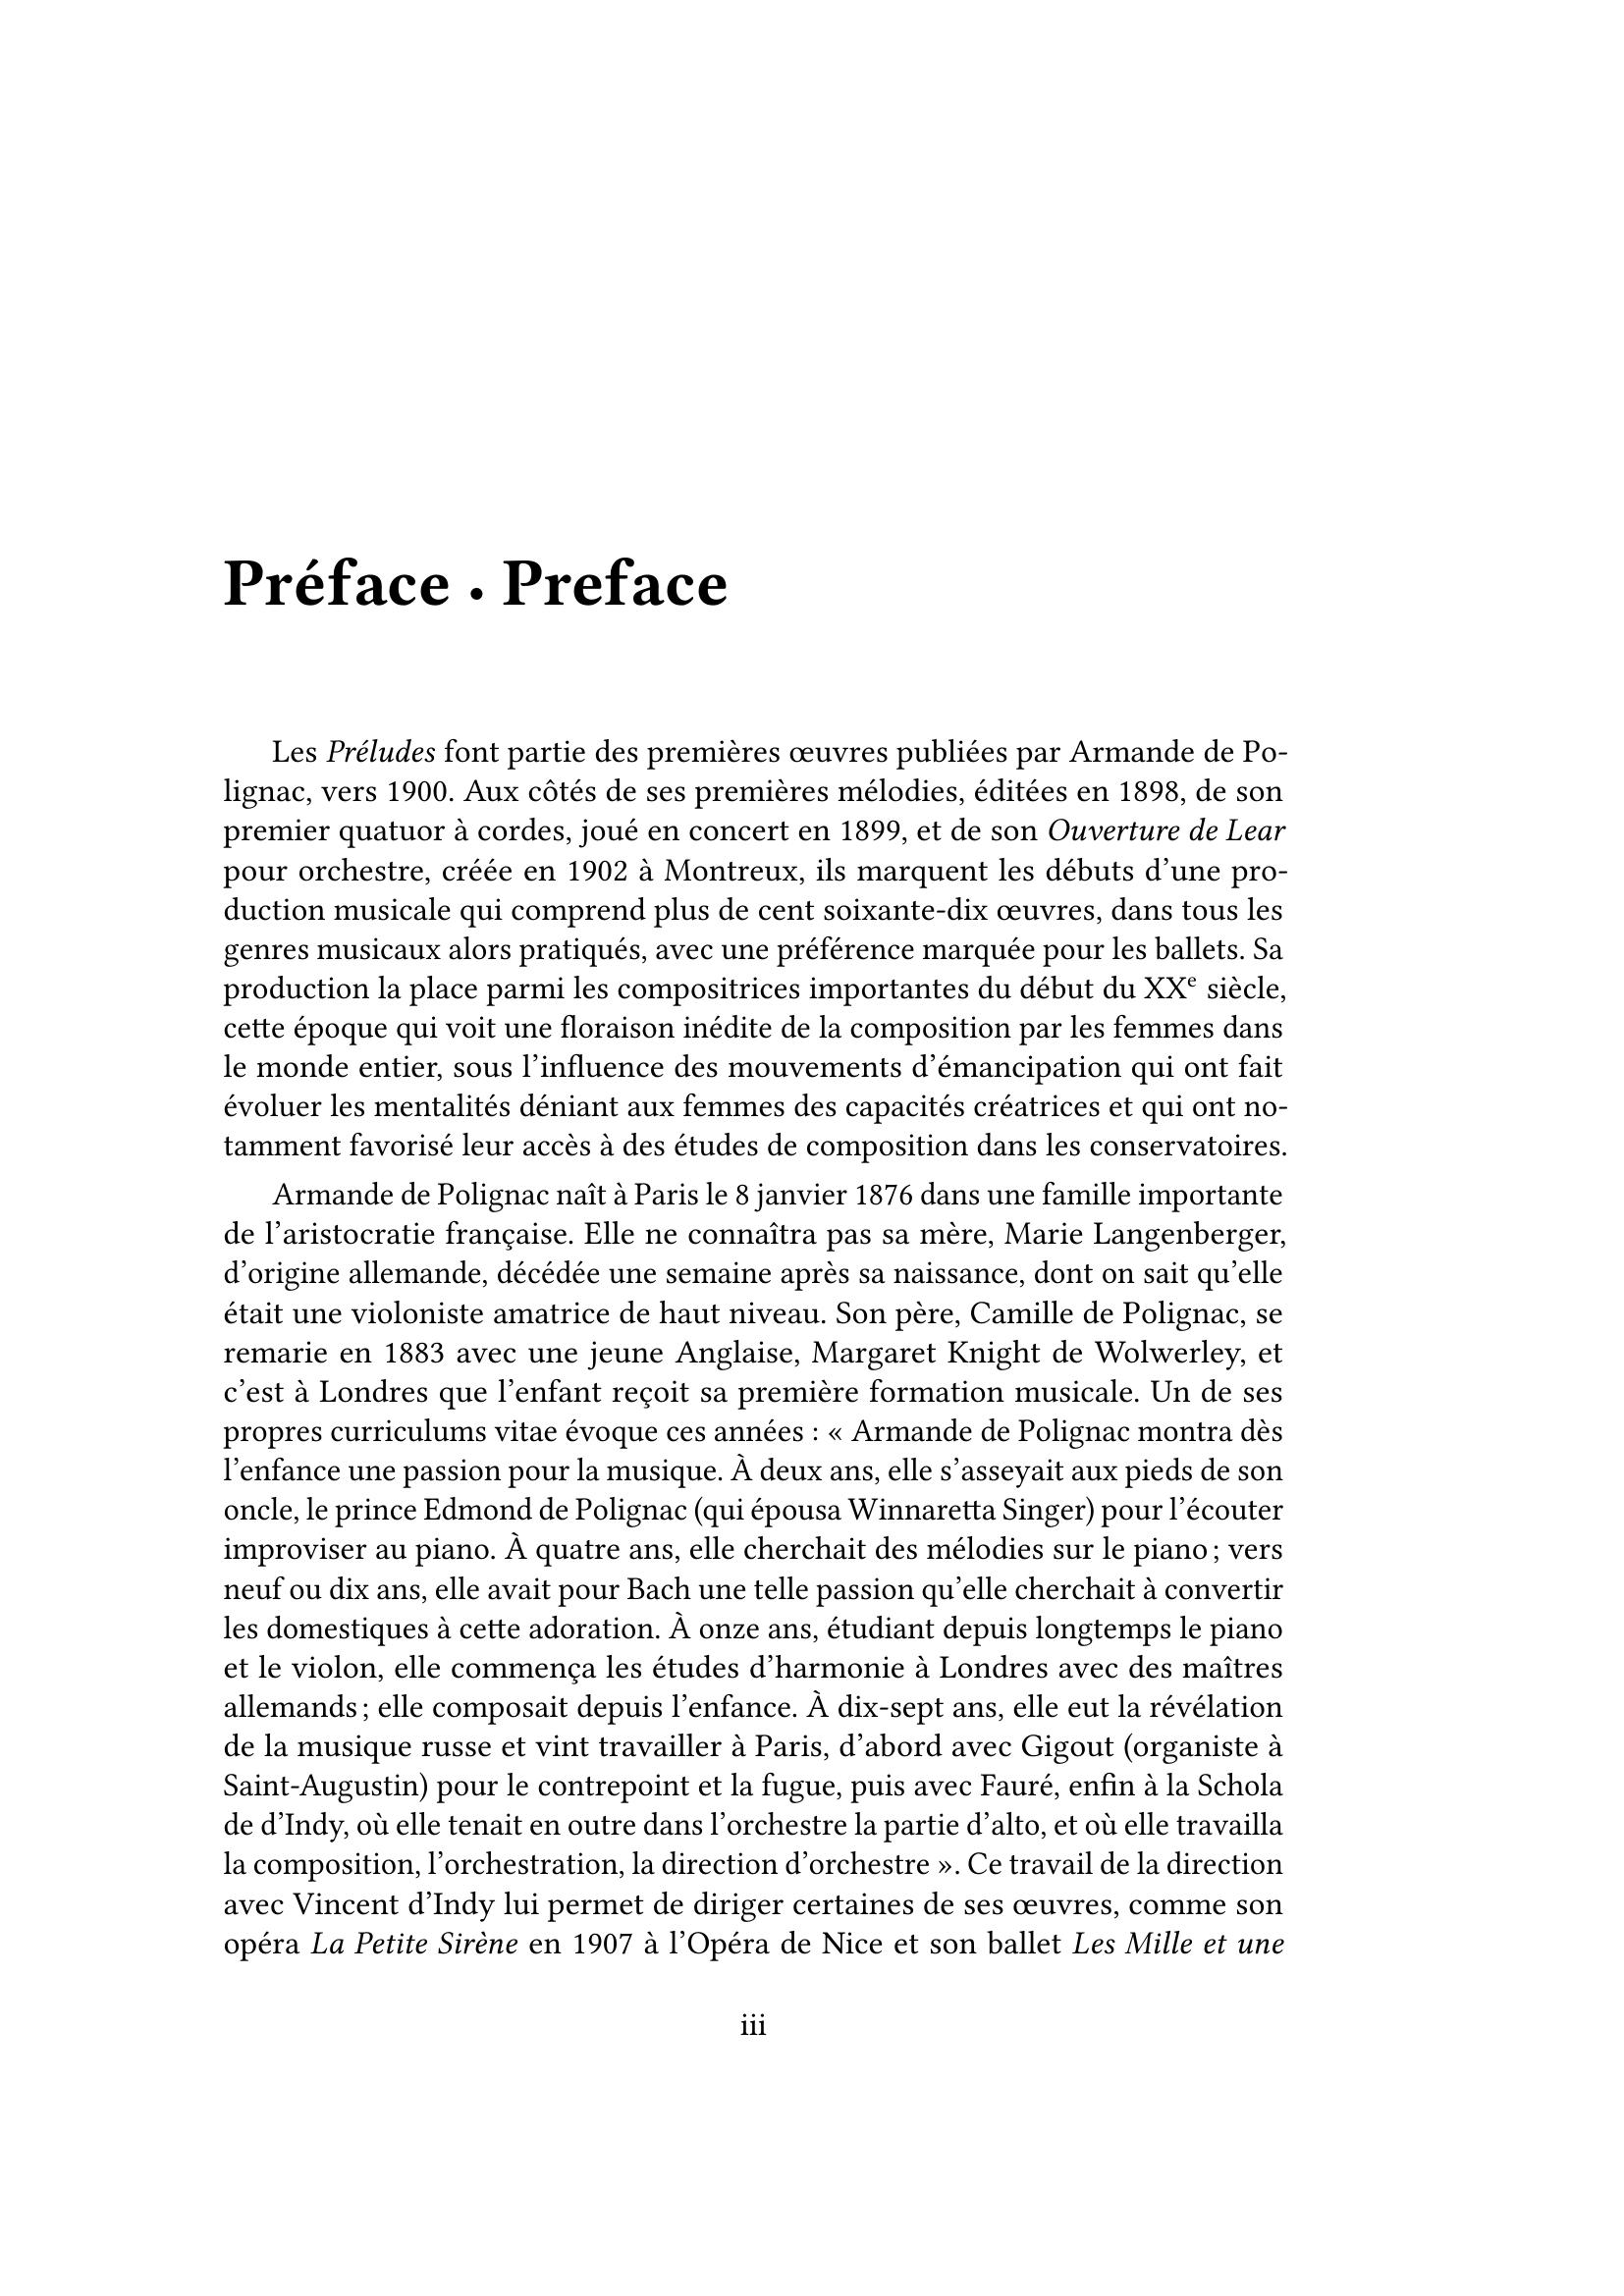 Préface • Preface
Les Préludes font partie des premières œuvres publiées par Armande de Po-
lignac, vers 1900. Aux côtés de ses premières mélodies, éditées en 1898, de son
premier quatuor à cordes, joué en concert en 1899, et de son Ouverture de Lear
pour orchestre, créée en 1902 à Montreux, ils marquent les débuts d’une pro-
duction musicale qui comprend plus de cent soixante-dix œuvres, dans tous les
genres musicaux alors pratiqués, avec une préférence marquée pour les ballets. Sa
production la place parmi les compositrices importantes du début du XXe siècle,
cette époque qui voit une floraison inédite de la composition par les femmes dans
le monde entier, sous l’influence des mouvements d’émancipation qui ont fait
évoluer les mentalités déniant aux femmes des capacités créatrices et qui ont no-
tamment favorisé leur accès à des études de composition dans les conservatoires.
Armande de Polignac naît à Paris le 8 janvier 1876 dans une famille importante
de l’aristocratie française. Elle ne connaîtra pas sa mère, Marie Langenberger,
d’origine allemande, décédée une semaine après sa naissance, dont on sait qu’elle
était une violoniste amatrice de haut niveau. Son père, Camille de Polignac, se
remarie en 1883 avec une jeune Anglaise, Margaret Knight de Wolwerley, et
c’est à Londres que l’enfant reçoit sa première formation musicale. Un de ses
propres curriculums vitae évoque ces années : « Armande de Polignac montra dès
l’enfance une passion pour la musique. À deux ans, elle s’asseyait aux pieds de son
oncle, le prince Edmond de Polignac (qui épousa Winnaretta Singer) pour l’écouter
improviser au piano. À quatre ans, elle cherchait des mélodies sur le piano ; vers
neuf ou dix ans, elle avait pour Bach une telle passion qu’elle cherchait à convertir
les domestiques à cette adoration. À onze ans, étudiant depuis longtemps le piano
et le violon, elle commença les études d’harmonie à Londres avec des maîtres
allemands ; elle composait depuis l’enfance. À dix-sept ans, elle eut la révélation
de la musique russe et vint travailler à Paris, d’abord avec Gigout (organiste à
Saint-Augustin) pour le contrepoint et la fugue, puis avec Fauré, enfin à la Schola
de d’Indy, où elle tenait en outre dans l’orchestre la partie d’alto, et où elle travailla
la composition, l’orchestration, la direction d’orchestre ». Ce travail de la direction
avec Vincent d’Indy lui permet de diriger certaines de ses œuvres, comme son
opéra La Petite Sirène en 1907 à l’Opéra de Nice et son ballet Les Mille et une
iii